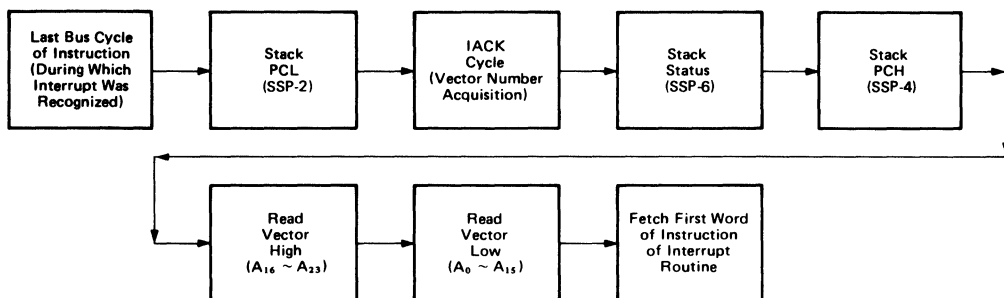 Last Bus Cycle
of Instruction
(During Which
Interrupt Was
Recognized)
Stack
PCL
(SSP-2)
IACK
Cycle
(Vector Number
Acquisition)
Stack
Status
(SSP-6)
Stack
PCH
(SSP-4)
Read
Vector
High
(A₁₆ ~ A₂₃)
Read
Vector
Low
(A₀ ~ A₁₅)
Fetch First Word
of Instruction
of Interrupt
Routine